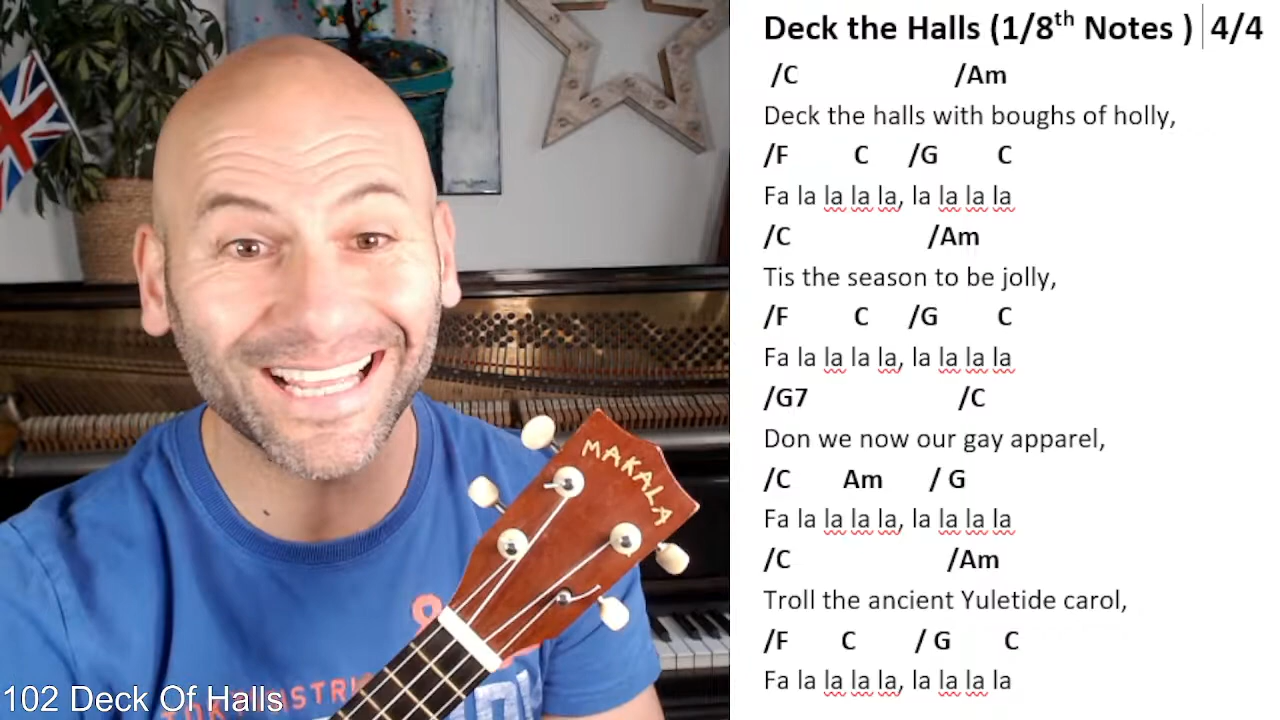 Deck the Halls (1/8th Notes ) 4/4
/C /Am
Deck the halls with boughs of holly,
/F C /G C
Fa la la la la, la la la la
/C /Am
Tis the season to be jolly,
/F C /G C
Fa la la la la, la la la la
/G7 /C
Don we now our gay apparel,
/C Am / G
Fa la la la la, la la la la
/C /Am
Troll the ancient Yuletide carol,
/F C / G C
Fa la la la la, la la la la
MAKALA
102 Deck Of Halls